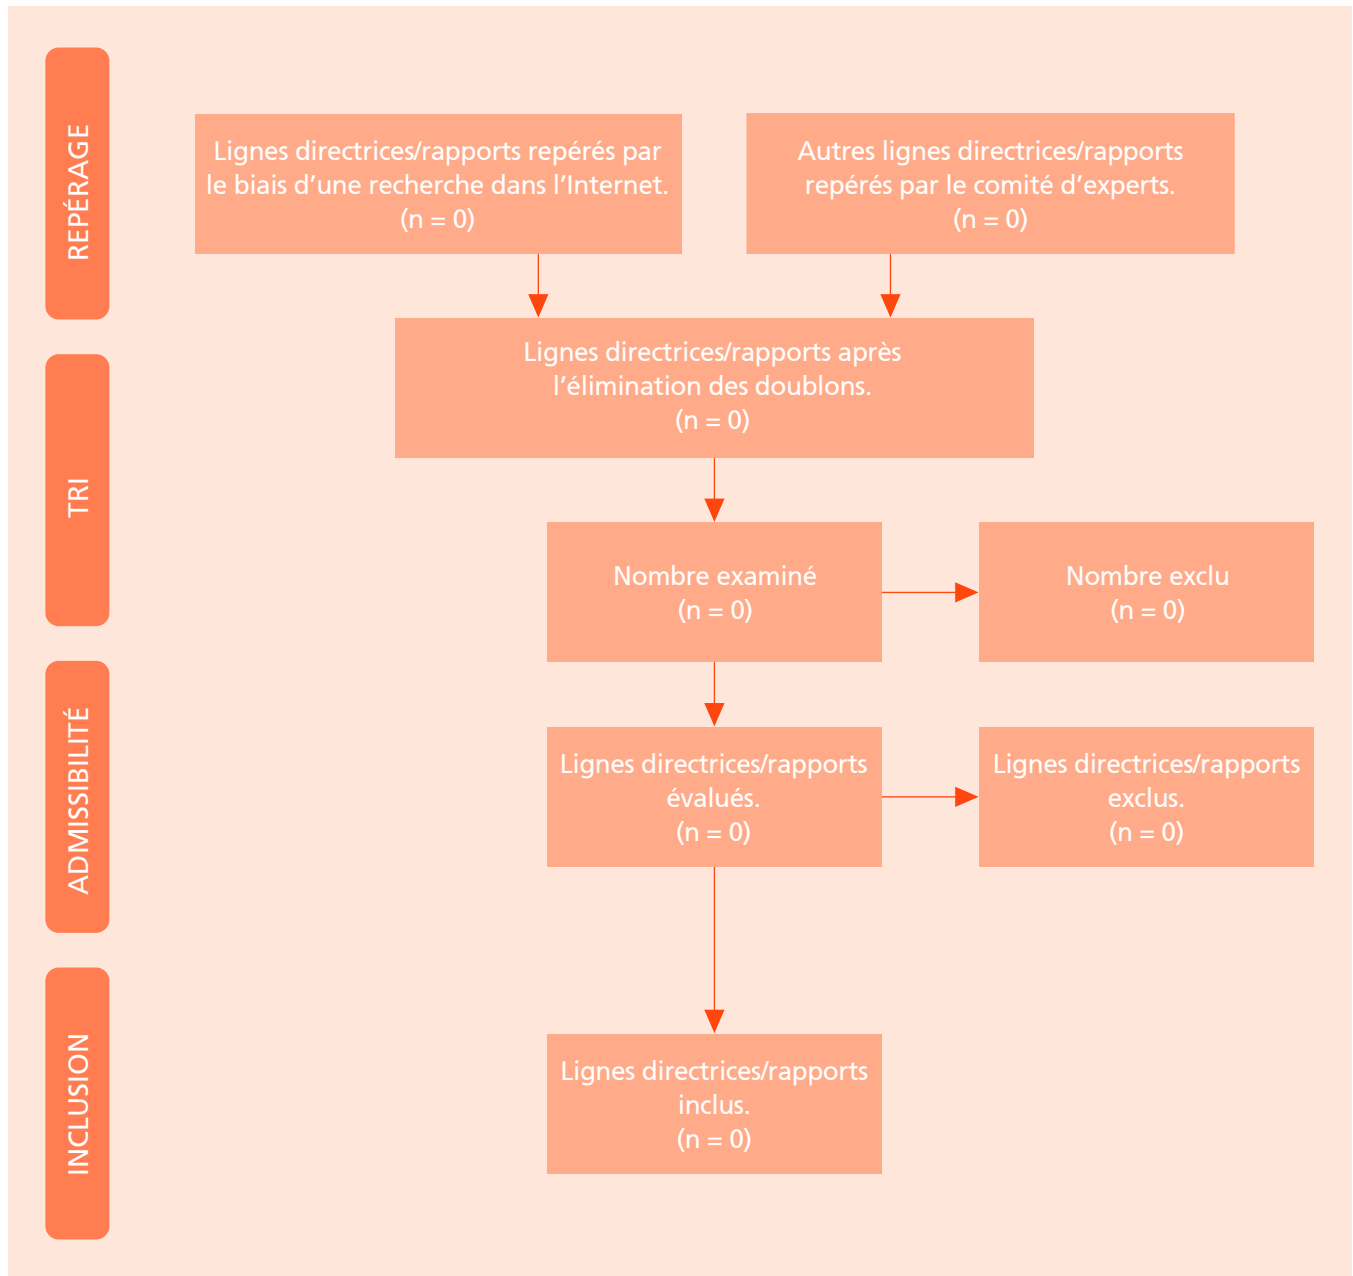 REPÉRAGE
Lignes directrices/rapports repérés par
le biais d’une recherche dans l’Internet.
(n = 0)
Autres lignes directrices/rapports
repérés par le comité d’experts.
(n = 0)
Lignes directrices/rapports après
l’élimination des doublons.
(n = 0)
TRI
Nombre examiné
(n = 0)
Nombre exclu
(n = 0)
ADMISSIBILITÉ
Lignes directrices/rapports
évalués.
(n = 0)
Lignes directrices/rapports
exclus.
(n = 0)
INCLUSION
Lignes directrices/rapports
inclus.
(n = 0)